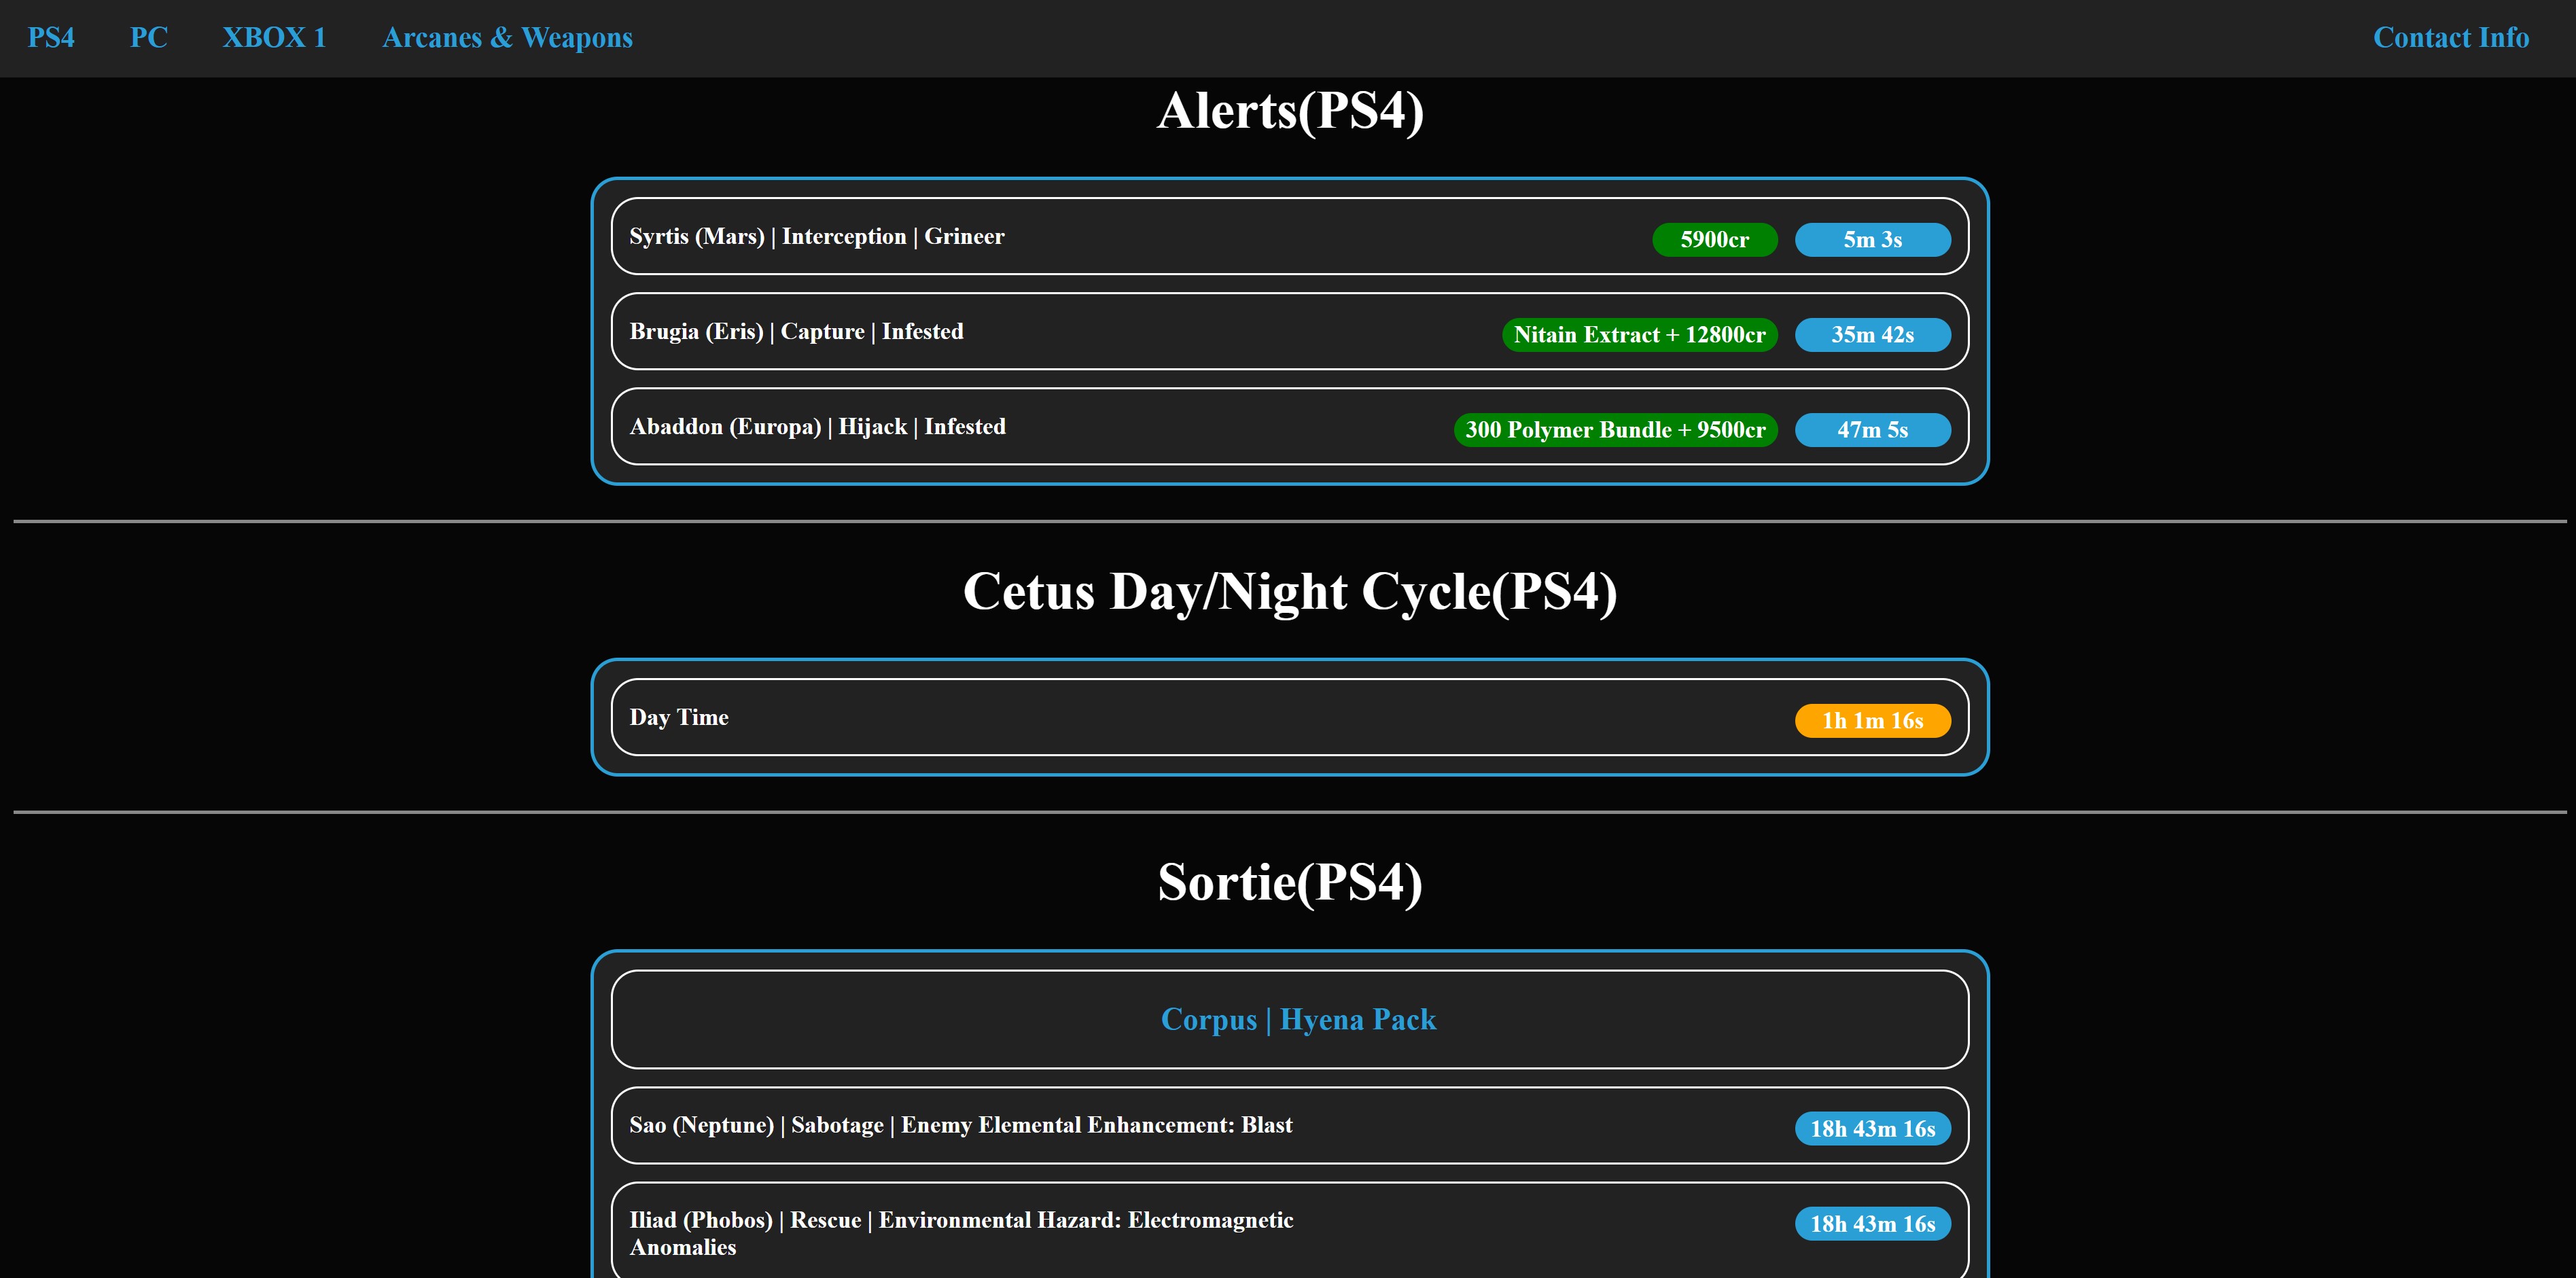 PS4 PC XBOX 1 Arcanes & Weapons Contact Info
Alerts(PS4)
Syrtis (Mars) | Interception | Grineer 5900cr 5m 3s
Brugia (Eris) | Capture | Infested Nitain Extract + 12800cr 35m 42s
Abaddon (Europa) | Hijack | Infested 300 Polymer Bundle + 9500cr 47m 5s
Cetus Day/Night Cycle(PS4)
Day Time 1h 1m 16s
Sortie(PS4)
Corpus | Hyena Pack
Sao (Neptune) | Sabotage | Enemy Elemental Enhancement: Blast 18h 43m 16s
Iliad (Phobos) | Rescue | Environmental Hazard: Electromagnetic 18h 43m 16s
Anomalies